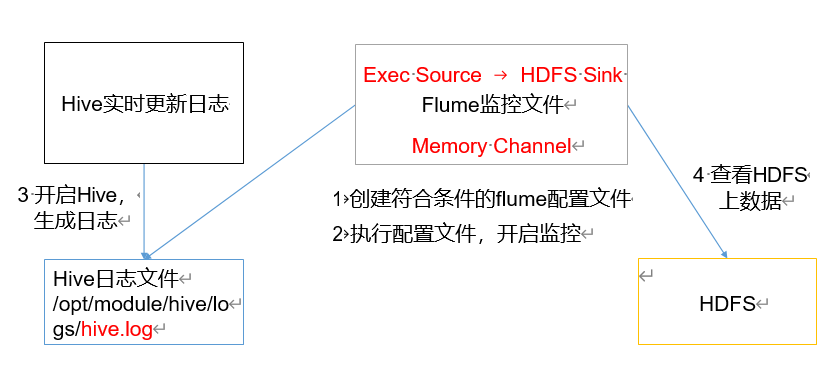 Hive实时更新日志
Exec Source → HDFS Sink
Flume监控文件
Memory Channel
3 开启Hive,
生成日志
1 创建符合条件的flume配置文件
2 执行配置文件，开启监控
4 查看HDFS
上数据
Hive日志文件
/opt/module/hive/lo
gs/hive.log
HDFS